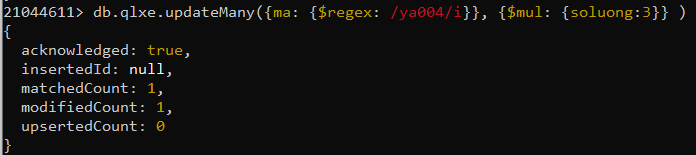 21044611> db.qlxe.updateMany({ma: {$regex: /ya004/i}}, {$mul: {soluong:3}} )
{
  acknowledged: true,
  insertedId: null,
  matchedCount: 1,
  modifiedCount: 1,
  upsertedCount: 0
}